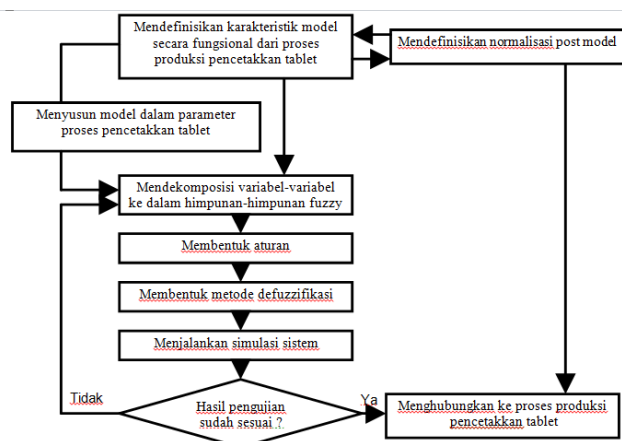 Mendefinisikan karakteristik model
secara fungsional dari proses
produksi pencetakkan tablet
Mendefinisikan normalisasi post model
Menyusun model dalam parameter
proses pencetakkan tablet
Mendekomposisi variabel-variabel
ke dalam himpunan-himpunan fuzzy
Membentuk aturan
Membentuk metode defuzzifikasi
Menjalankan simulasi sistem
Tidak
Hasil pengujian
sudah sesuai ?
Ya
Menghubungkan ke proses produksi
pencetakkan tablet